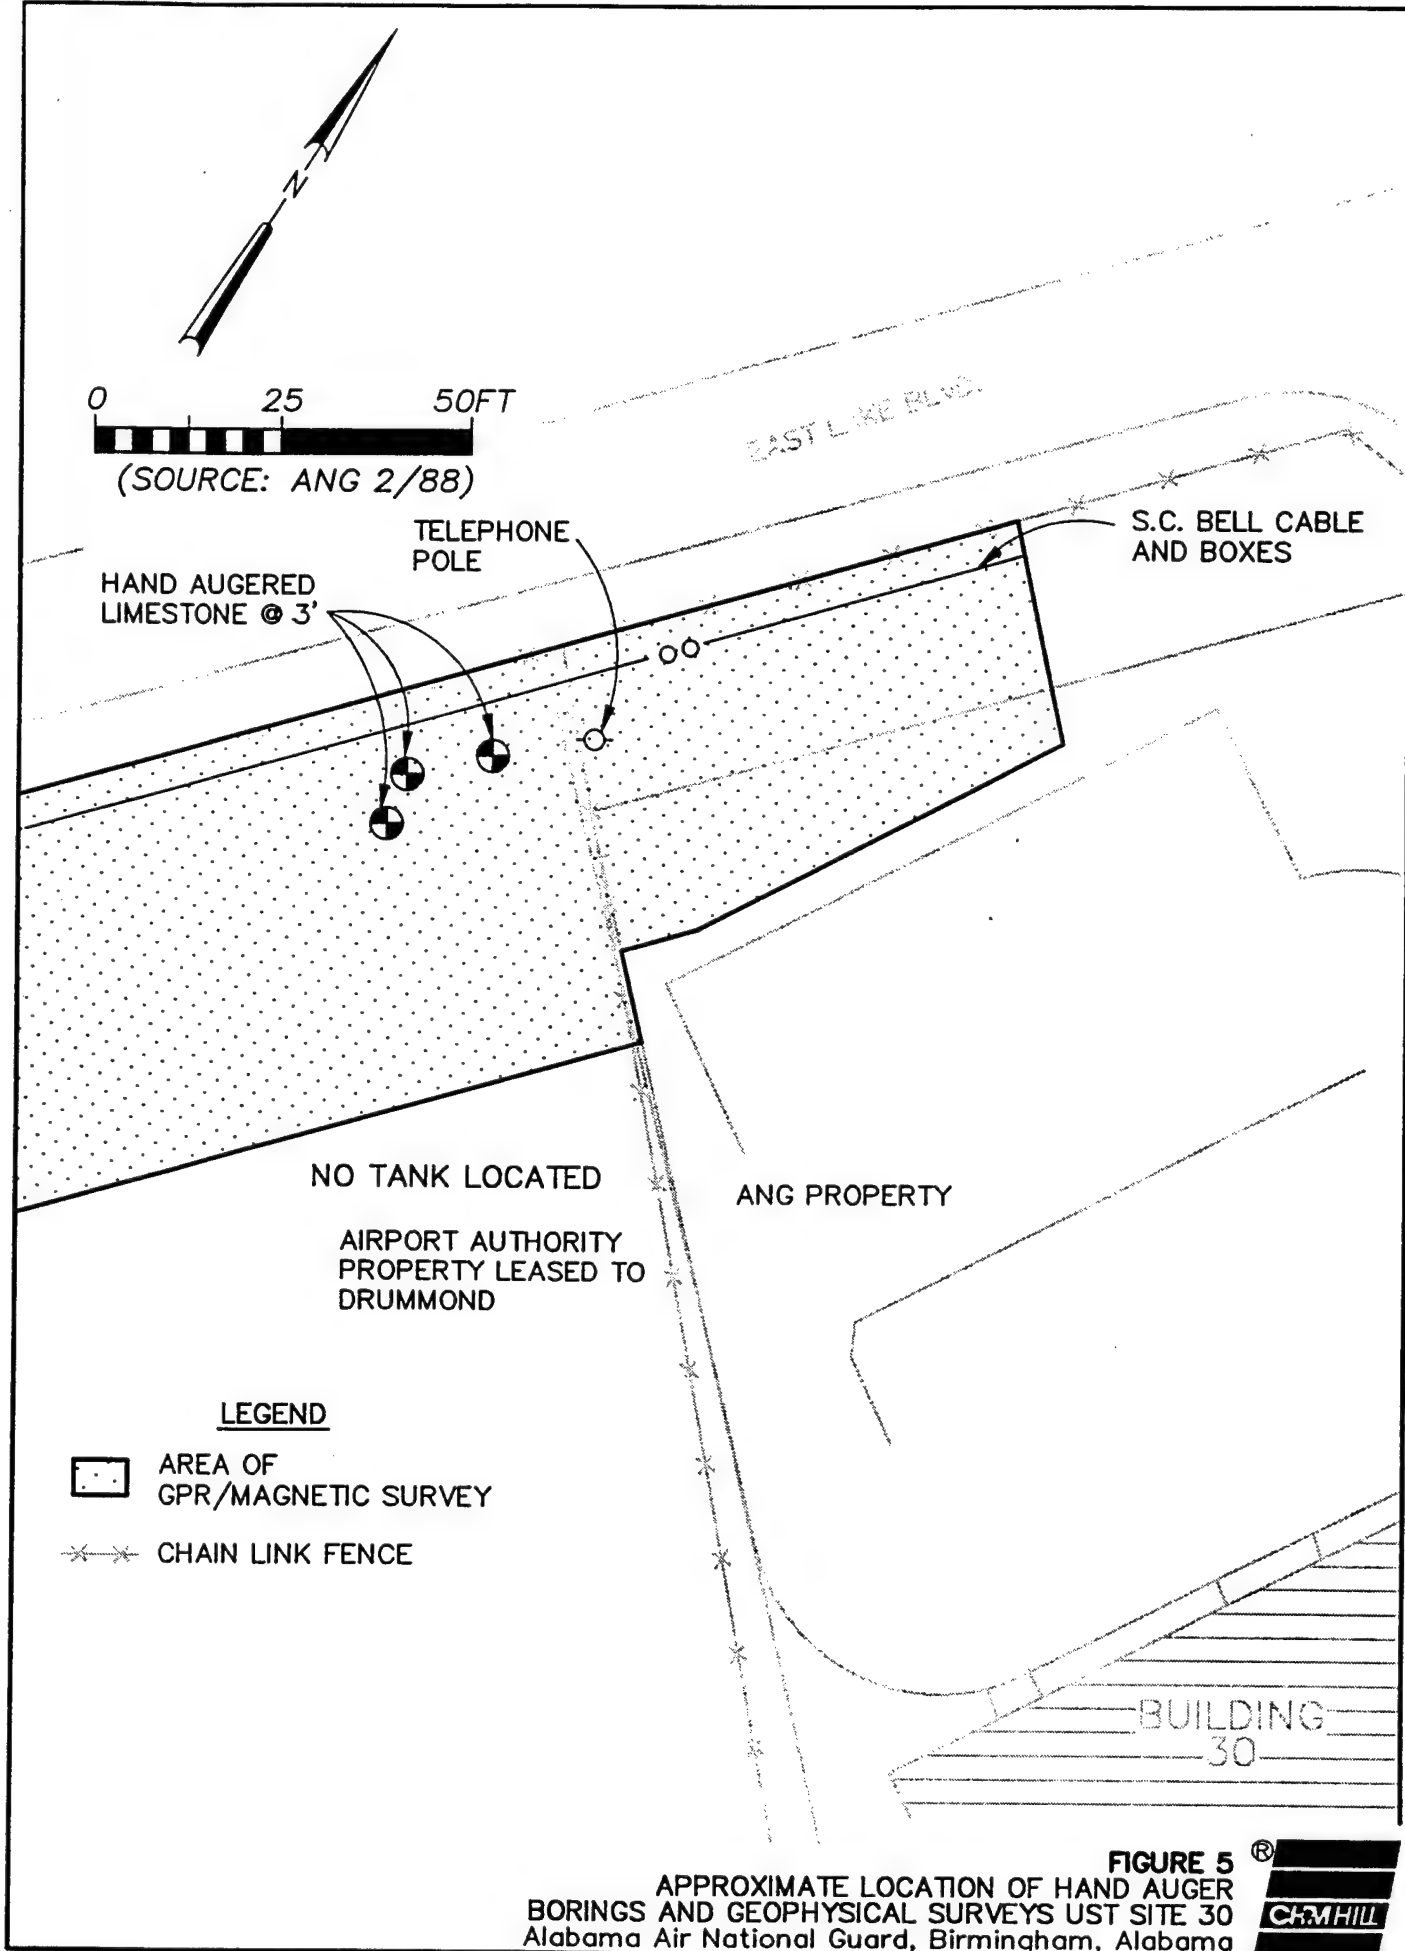 N
0 25 50FT
(SOURCE: ANG 2/88)
EAST LAKE BLVD.
TELEPHONE
POLE
S.C. BELL CABLE
AND BOXES
HAND AUGERED
LIMESTONE @ 3'
NO TANK LOCATED
ANG PROPERTY
AIRPORT AUTHORITY
PROPERTY LEASED TO
DRUMMOND
LEGEND
AREA OF
GPR/MAGNETIC SURVEY
CHAIN LINK FENCE
BUILDING
30
FIGURE 5
APPROXIMATE LOCATION OF HAND AUGER
BORINGS AND GEOPHYSICAL SURVEYS UST SITE 30
Alabama Air National Guard, Birmingham, Alabama
®
CH2MHILL